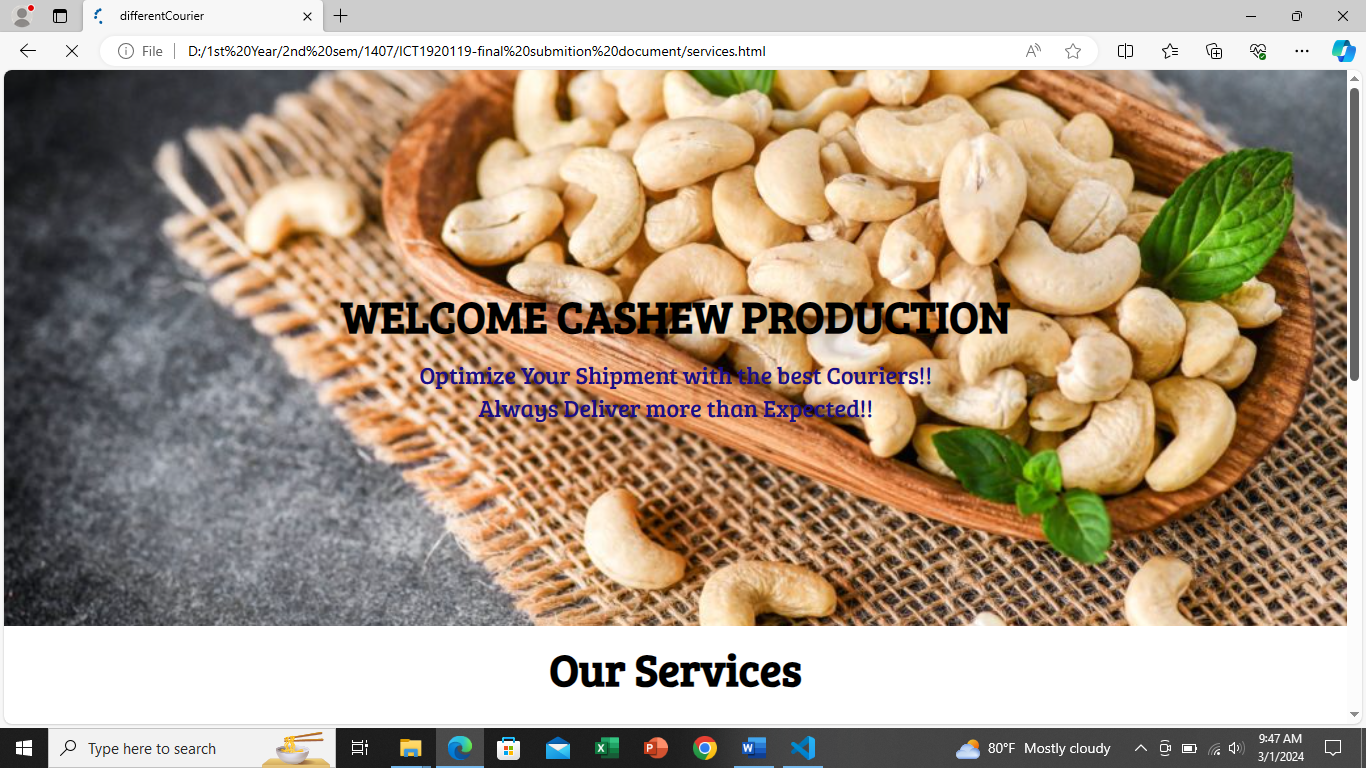 differentCourier
File
D:/1st%20Year/2nd%20sem/1407/ICT1920119-final%20submition%20document/services.html
WELCOME CASHEW PRODUCTION
Optimize Your Shipment with the best Couriers!!
Always Deliver more than Expected!!
Our Services
Type here to search
80°F Mostly cloudy
9:47 AM
3/1/2024